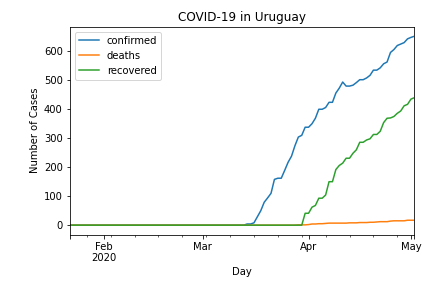 COVID-19 in Uruguay
confirmed
deaths
recovered
Number of Cases
600
500
400
300
200
100
0
Feb
2020
Mar
Apr
May
Day